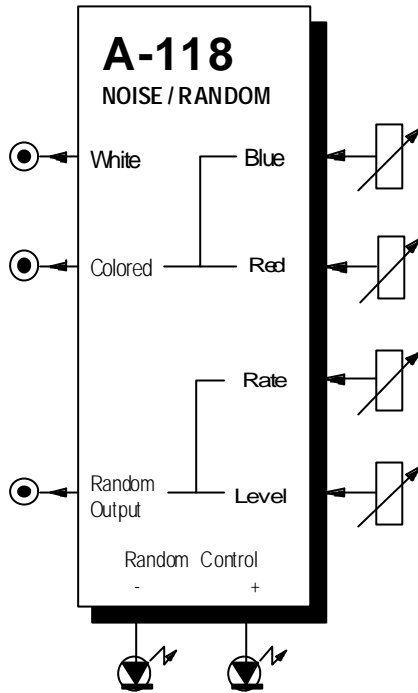 A-118
NOISE / RANDOM
White
Blue
Colored
Red
Rate
Random
Output
Level
Random Control
- +